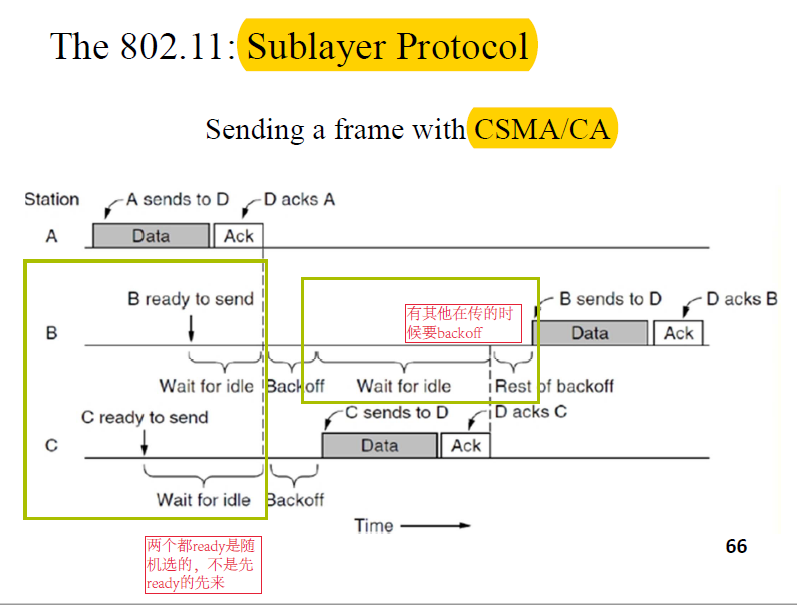 The 802.11: Sublayer Protocol
Sending a frame with CSMA/CA
Station
A sends to D
D acks A
A
Data
Ack
B ready to send
有其他在传的时
候要backoff
B sends to D
D acks B
B
Data
Ack
Wait for idle
Backoff
Wait for idle
Rest of backoff
C ready to send
C sends to D
D acks C
C
Data
Ack
Wait for idle
Backoff
Time
两个都ready是随
机选的，不是先
ready的先来
66